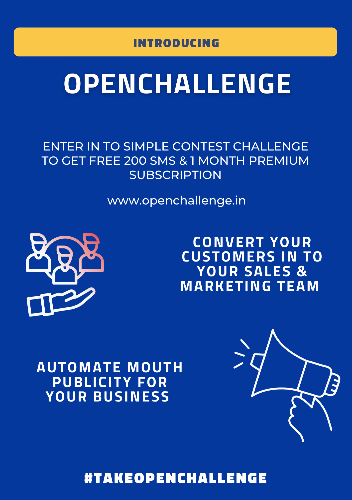 INTRODUCING
OPENCHALLENGE
ENTER IN TO SIMPLE CONTEST CHALLENGE
TO GET FREE 200 SMS & 1 MONTH PREMIUM
SUBSCRIPTION
www.openchallenge.in
CONVERT YOUR
CUSTOMERS IN TO
YOUR SALES &
MARKETING TEAM
AUTOMATE MOUTH
PUBLICITY FOR
YOUR BUSINESS
#TAKEOPENCHALLENGE